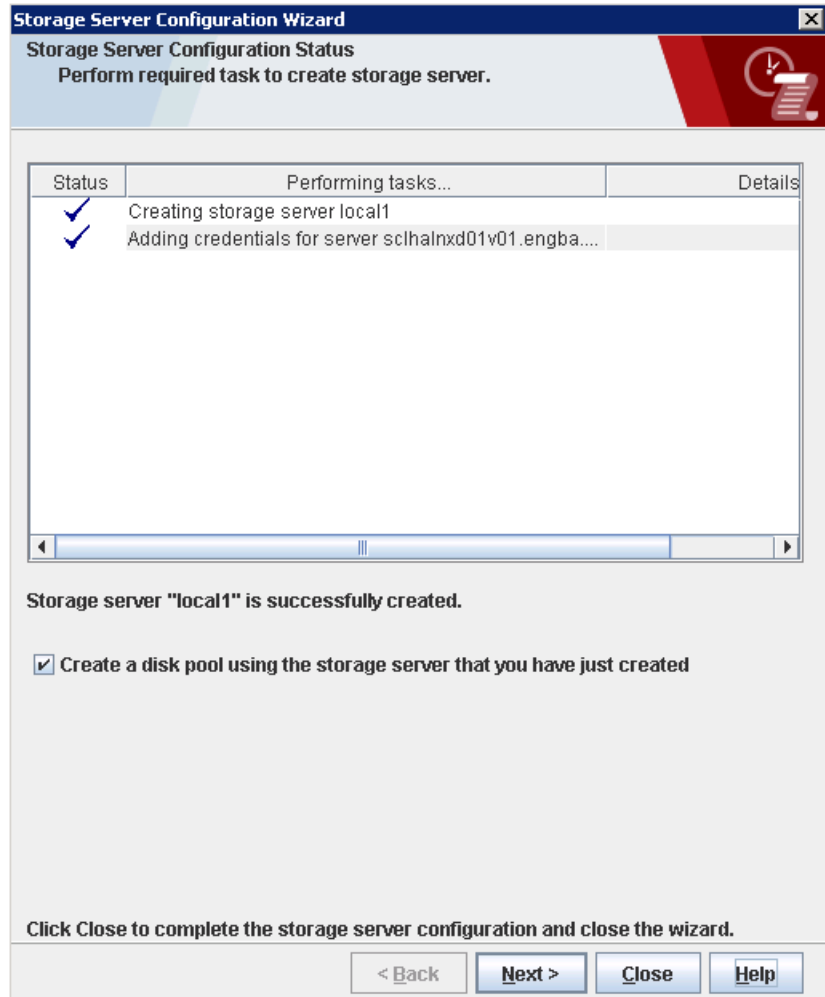 Storage Server Configuration Wizard
Storage Server Configuration Status
Perform required task to create storage server.
Status Performing tasks... Details
Creating storage server local1
Adding credentials for server sclhalnxd01v01.engba....
Storage server "local1" is successfully created.
Create a disk pool using the storage server that you have just created
Click Close to complete the storage server configuration and close the wizard.
< Back Next > Close Help